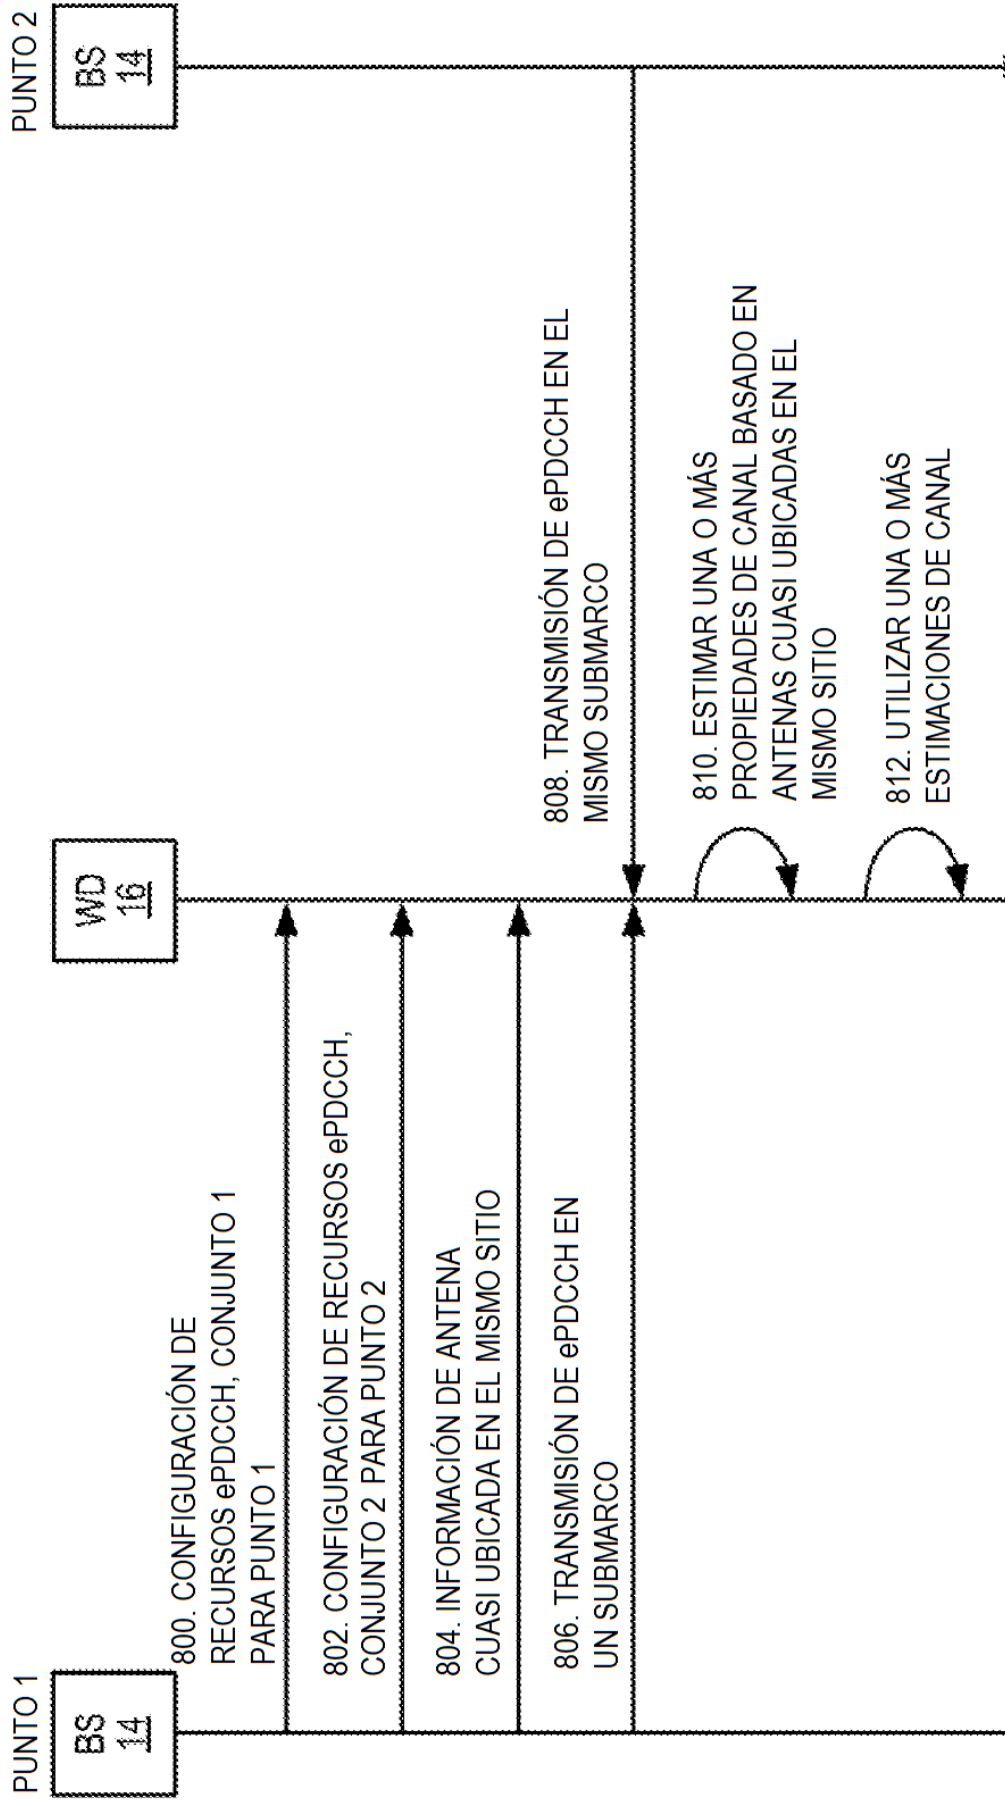 PUNTO 1
BS
14
WD
16
PUNTO 2
BS
14
800. CONFIGURACIÓN DE
RECURSOS ePDCCH, CONJUNTO 1
PARA PUNTO 1
802. CONFIGURACIÓN DE RECURSOS ePDCCH,
CONJUNTO 2 PARA PUNTO 2
804. INFORMACIÓN DE ANTENA
CUASI UBICADA EN EL MISMO SITIO
806. TRANSMISIÓN DE ePDCCH EN
UN SUBMARCO
808. TRANSMISIÓN DE ePDCCH EN EL
MISMO SUBMARCO
810. ESTIMAR UNA O MÁS
PROPIEDADES DE CANAL BASADO EN
ANTENAS CUASI UBICADAS EN EL
MISMO SITIO
812. UTILIZAR UNA O MÁS
ESTIMACIONES DE CANAL